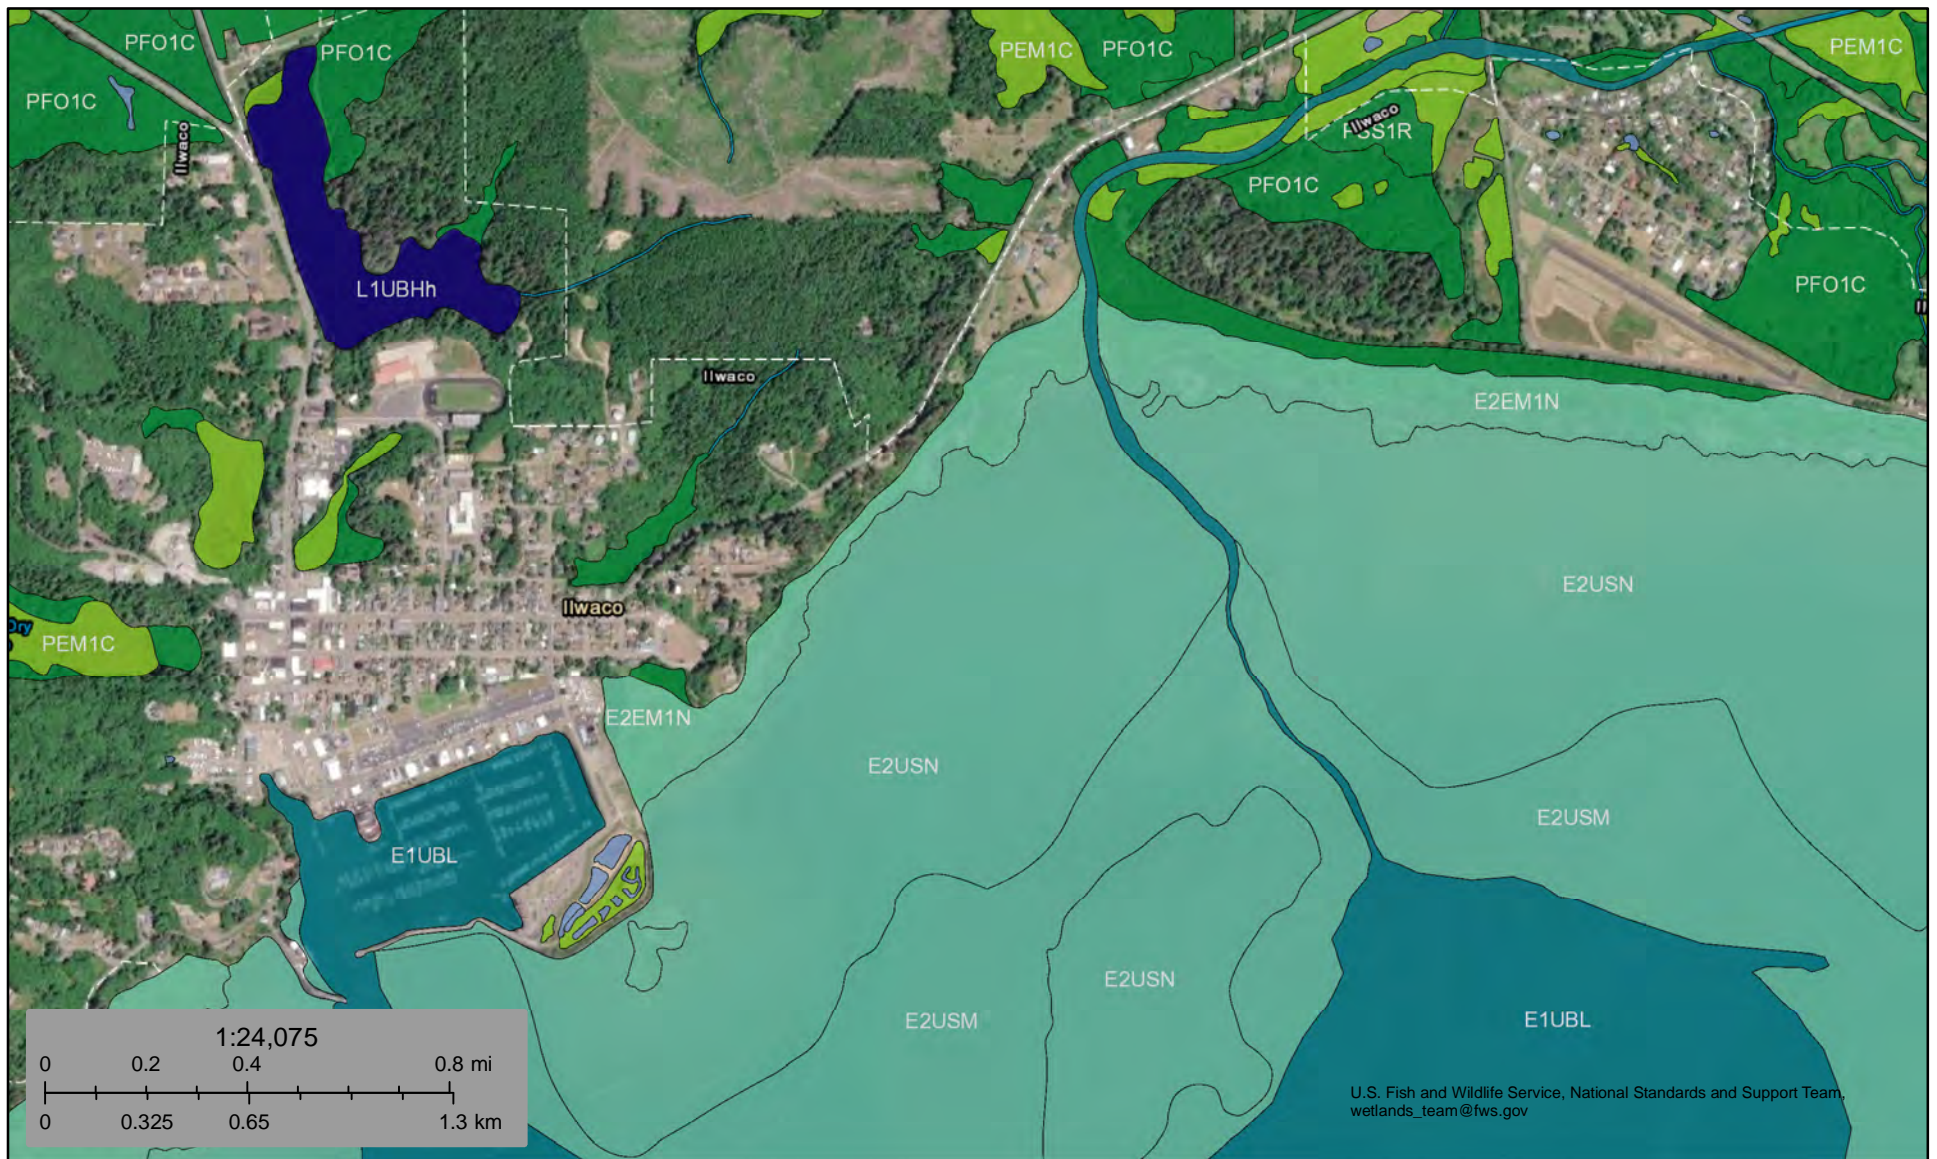 PFO1C
PFO1C
PEM1C
PFO1C
PEM1C
PFO1C
Ilwaco
Ilwaco
PFO1C
L1UBHh
PFO1C
Ilwaco
E2EM1N
E2USN
Ilwaco
Dry
PEM1C
E2EM1N
E2USN
E2USM
E1UBL
E2USN
E2USM
E1UBL
1:24,075
0 0.2 0.4 0.8 mi
0 0.325 0.65 1.3 km
U.S. Fish and Wildlife Service, National Standards and Support Team,
wetlands_team@fws.gov